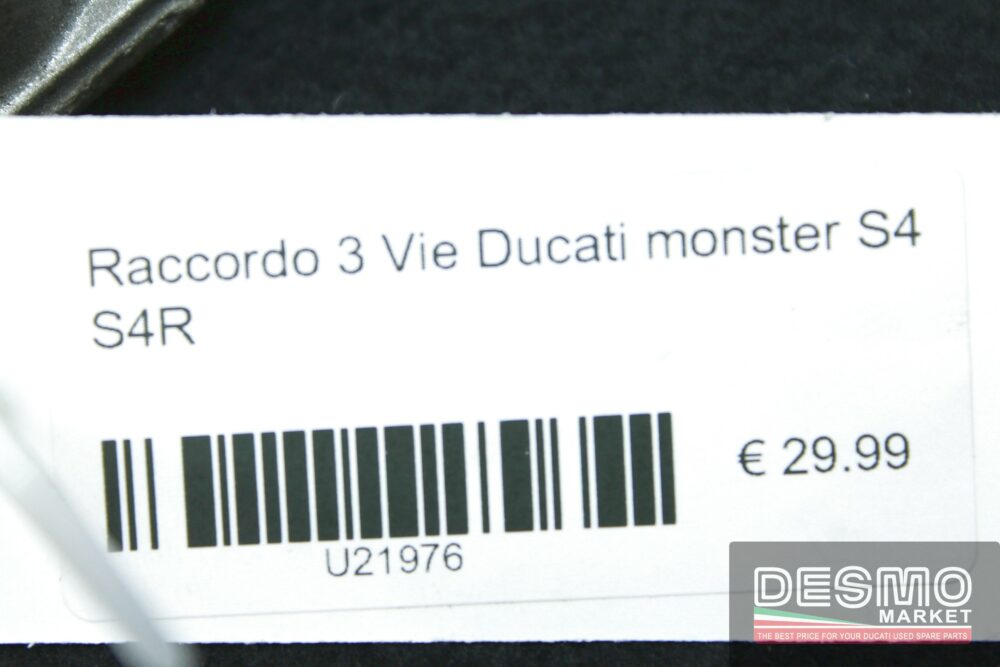 Raccordo 3 Vie Ducati monster S4
S4R
€ 29.99
U21976
DESMO
MARKET
THE BEST PRICE FOR YOUR DUCATI USED SPARE PARTS